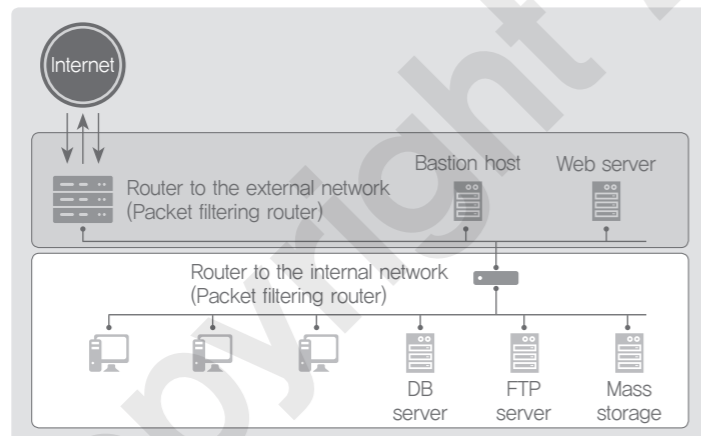 Internet
Bastion host
Web server
Router to the external network
(Packet filtering router)
Router to the internal network
(Packet filtering router)
DB
server
FTP
server
Mass
storage
opyright